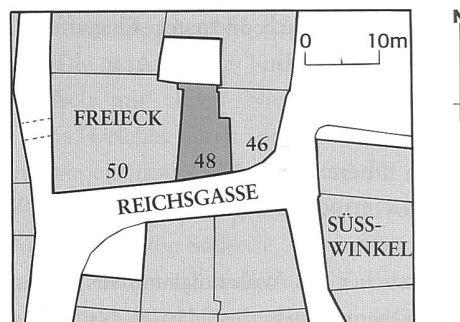 0 10m
N
FREIECK
50
48
46
REICHSGASSE
SÜSS-
WINKEL